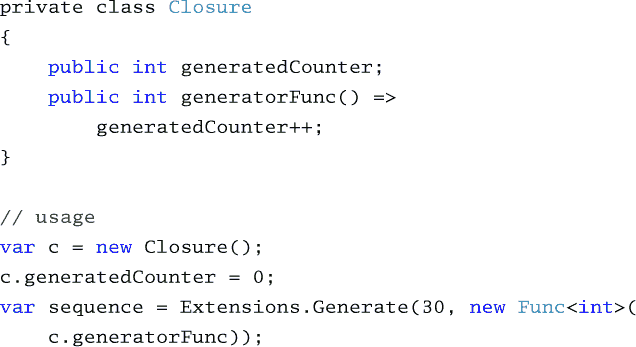 private class Closure
{
    public int generatedCounter;
    public int generatorFunc() =>
        generatedCounter++;
}

// usage
var c = new Closure();
c.generatedCounter = 0;
var sequence = Extensions.Generate(30, new Func<int>(
    c.generatorFunc));